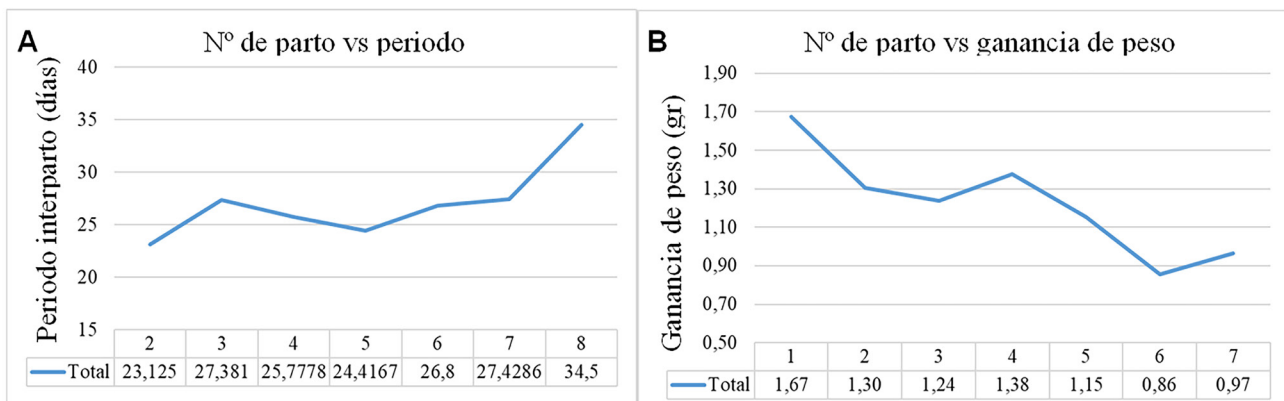 A
Nº de parto vs periodo
Periodo interparto (días)
40
35
30
25
20
15
2 3 4 5 6 7 8
Total 23,125 27,381 25,7778 24,4167 26,8 27,4286 34,5
B
Nº de parto vs ganancia de peso
Ganancia de peso (gr)
1,90
1,70
1,50
1,30
1,10
0,90
0,70
0,50
1 2 3 4 5 6 7
Total 1,67 1,30 1,24 1,38 1,15 0,86 0,97